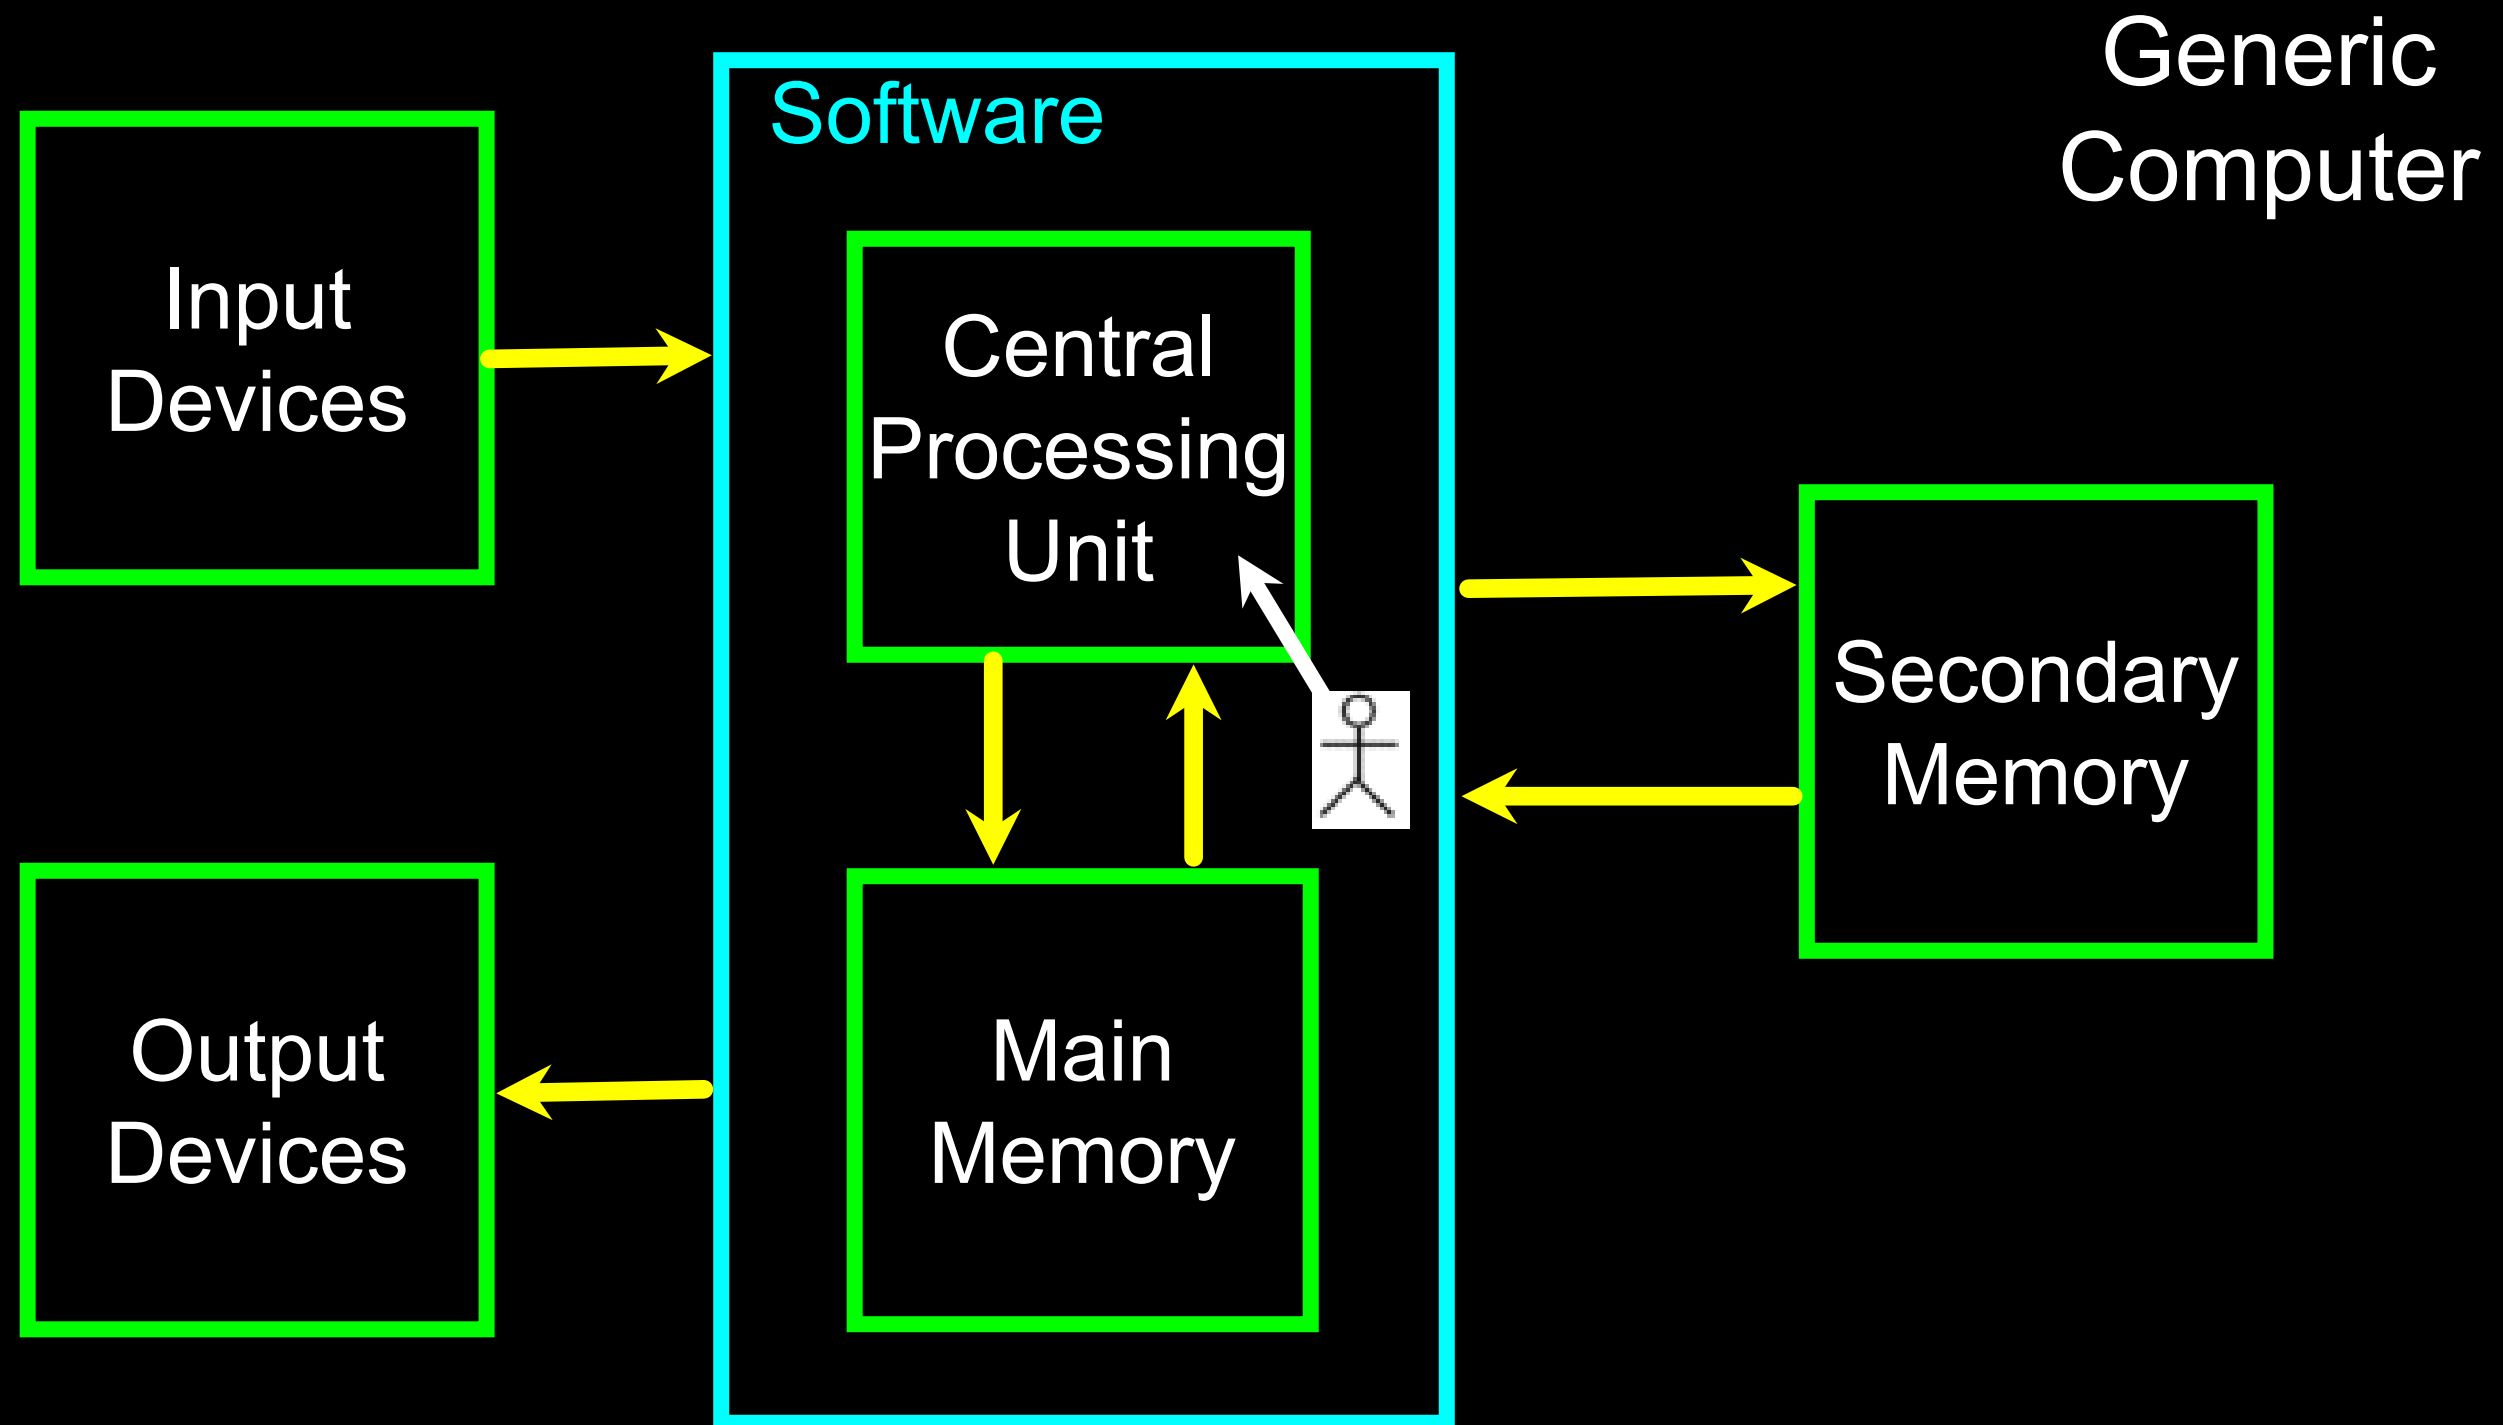 Generic
Computer
Software
Input
Devices
Central
Processing
Unit
Secondary
Memory
Output
Devices
Main
Memory